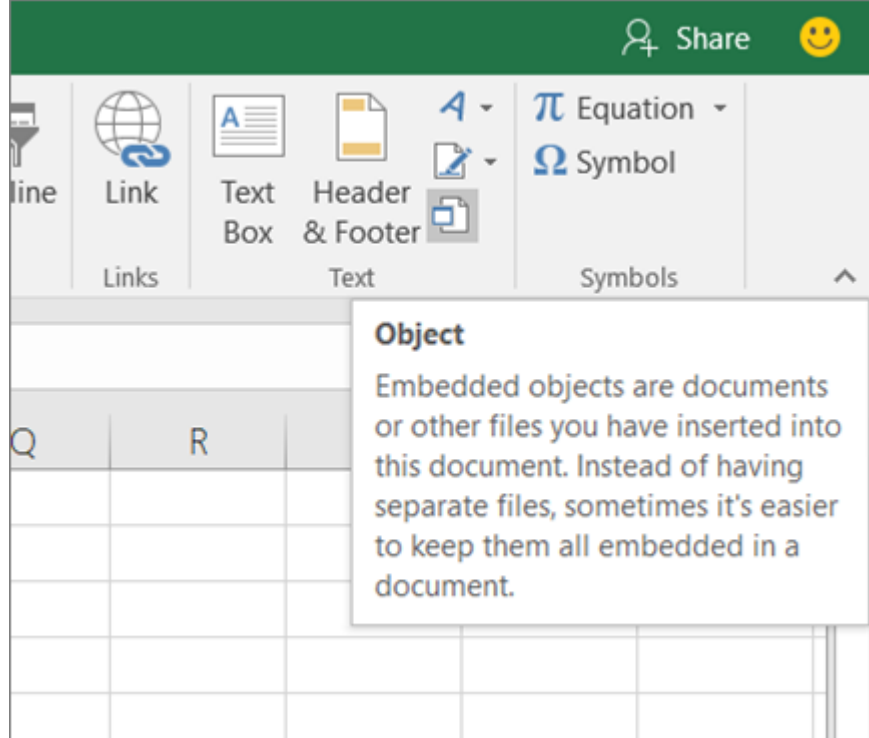 Share
line
Link
Text
Box
A
Header
& Footer
A
π Equation
Ω Symbol
Links
Text
Symbols
Object
Embedded objects are documents
or other files you have inserted into
this document. Instead of having
separate files, sometimes it's easier
to keep them all embedded in a
document.
Q
R